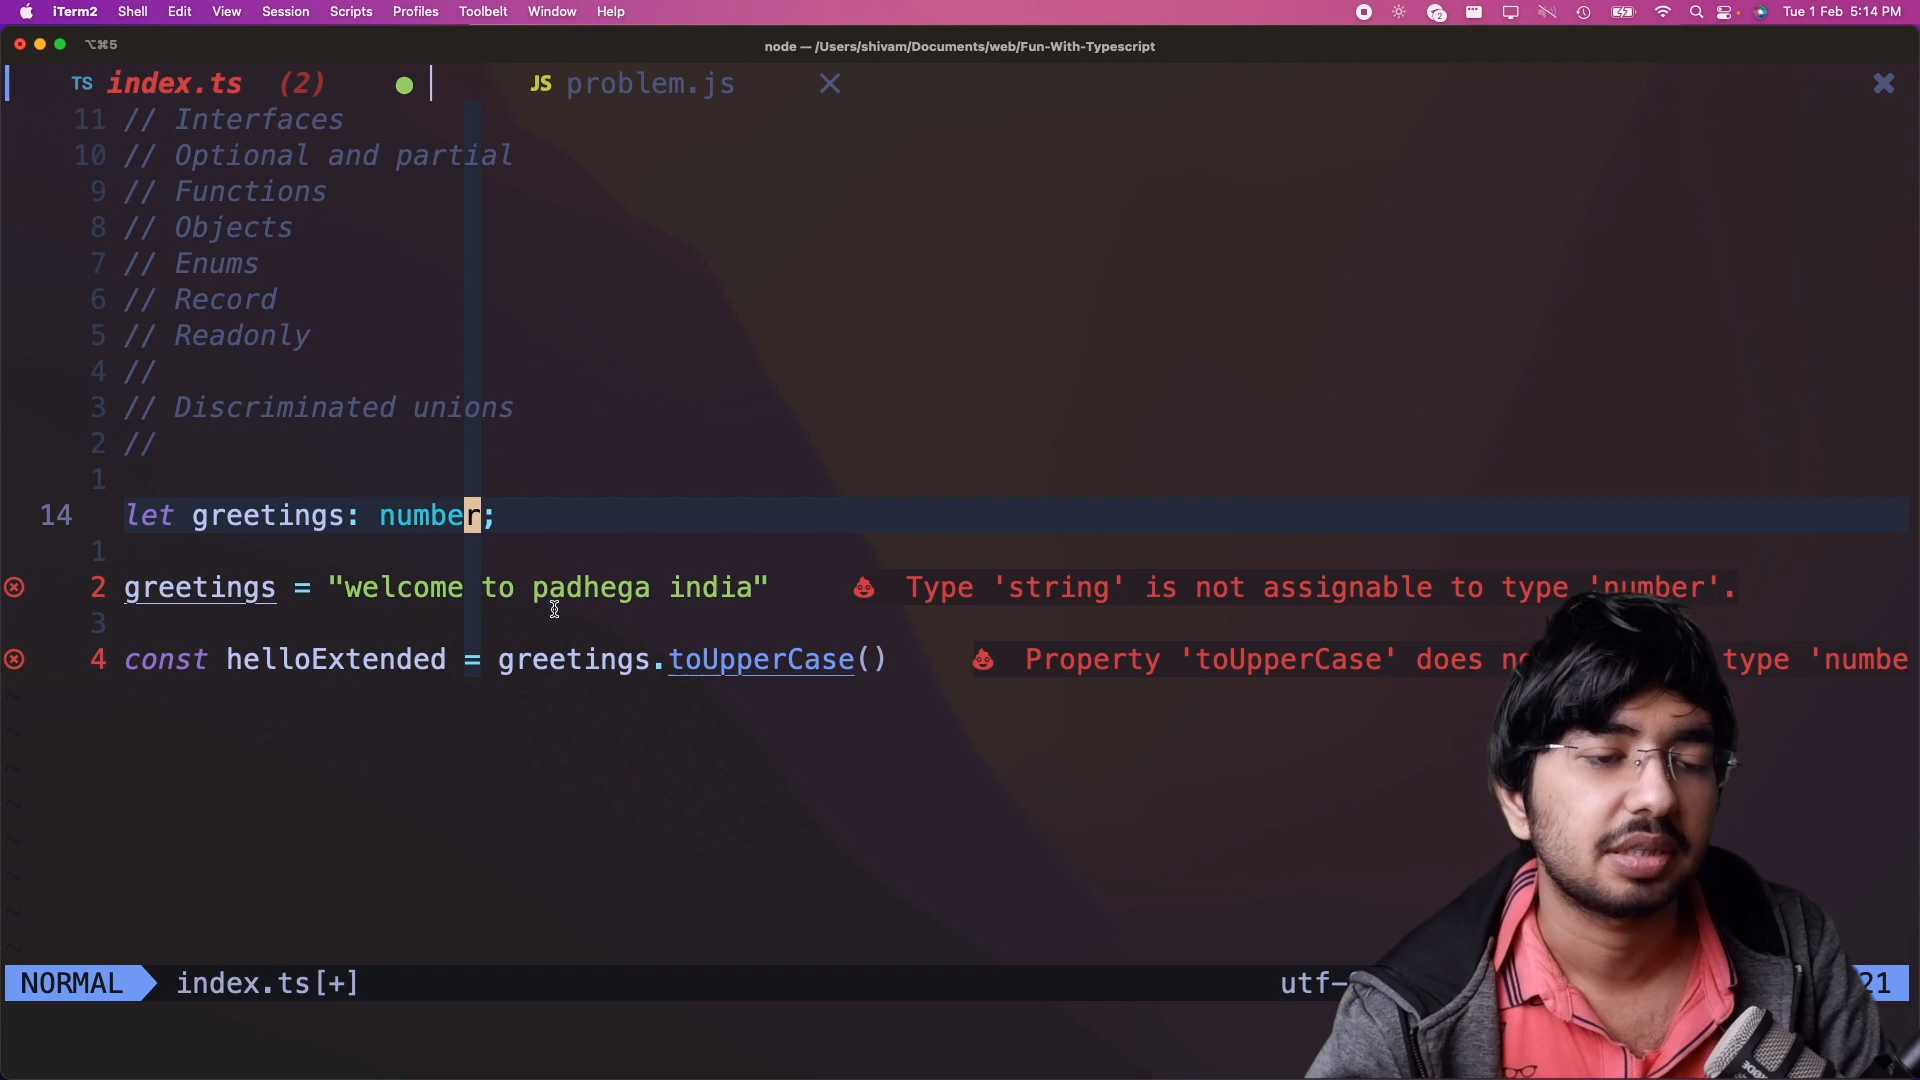 iTerm2 Shell Edit View Session Scripts Profiles Toolbelt Window Help 2 Tue 1 Feb 5:14 PM
⌥⌘5 node — /Users/shivam/Documents/web/Fun-With-Typescript
TS index.ts (2) JS problem.js
11 // Interfaces
10 // Optional and partial
9 // Functions
8 // Objects
7 // Enums
6 // Record
5 // Readonly
4 //
3 // Discriminated unions
2 //
1
14 let greetings: number;
1
2 greetings = "welcome to padhega india" Type 'string' is not assignable to type 'number'.
3
4 const helloExtended = greetings.toUpperCase() Property 'toUpperCase' does type 'numbe
~
~
~
~
~
~
~
~
NORMAL index.ts[+] utf- 21